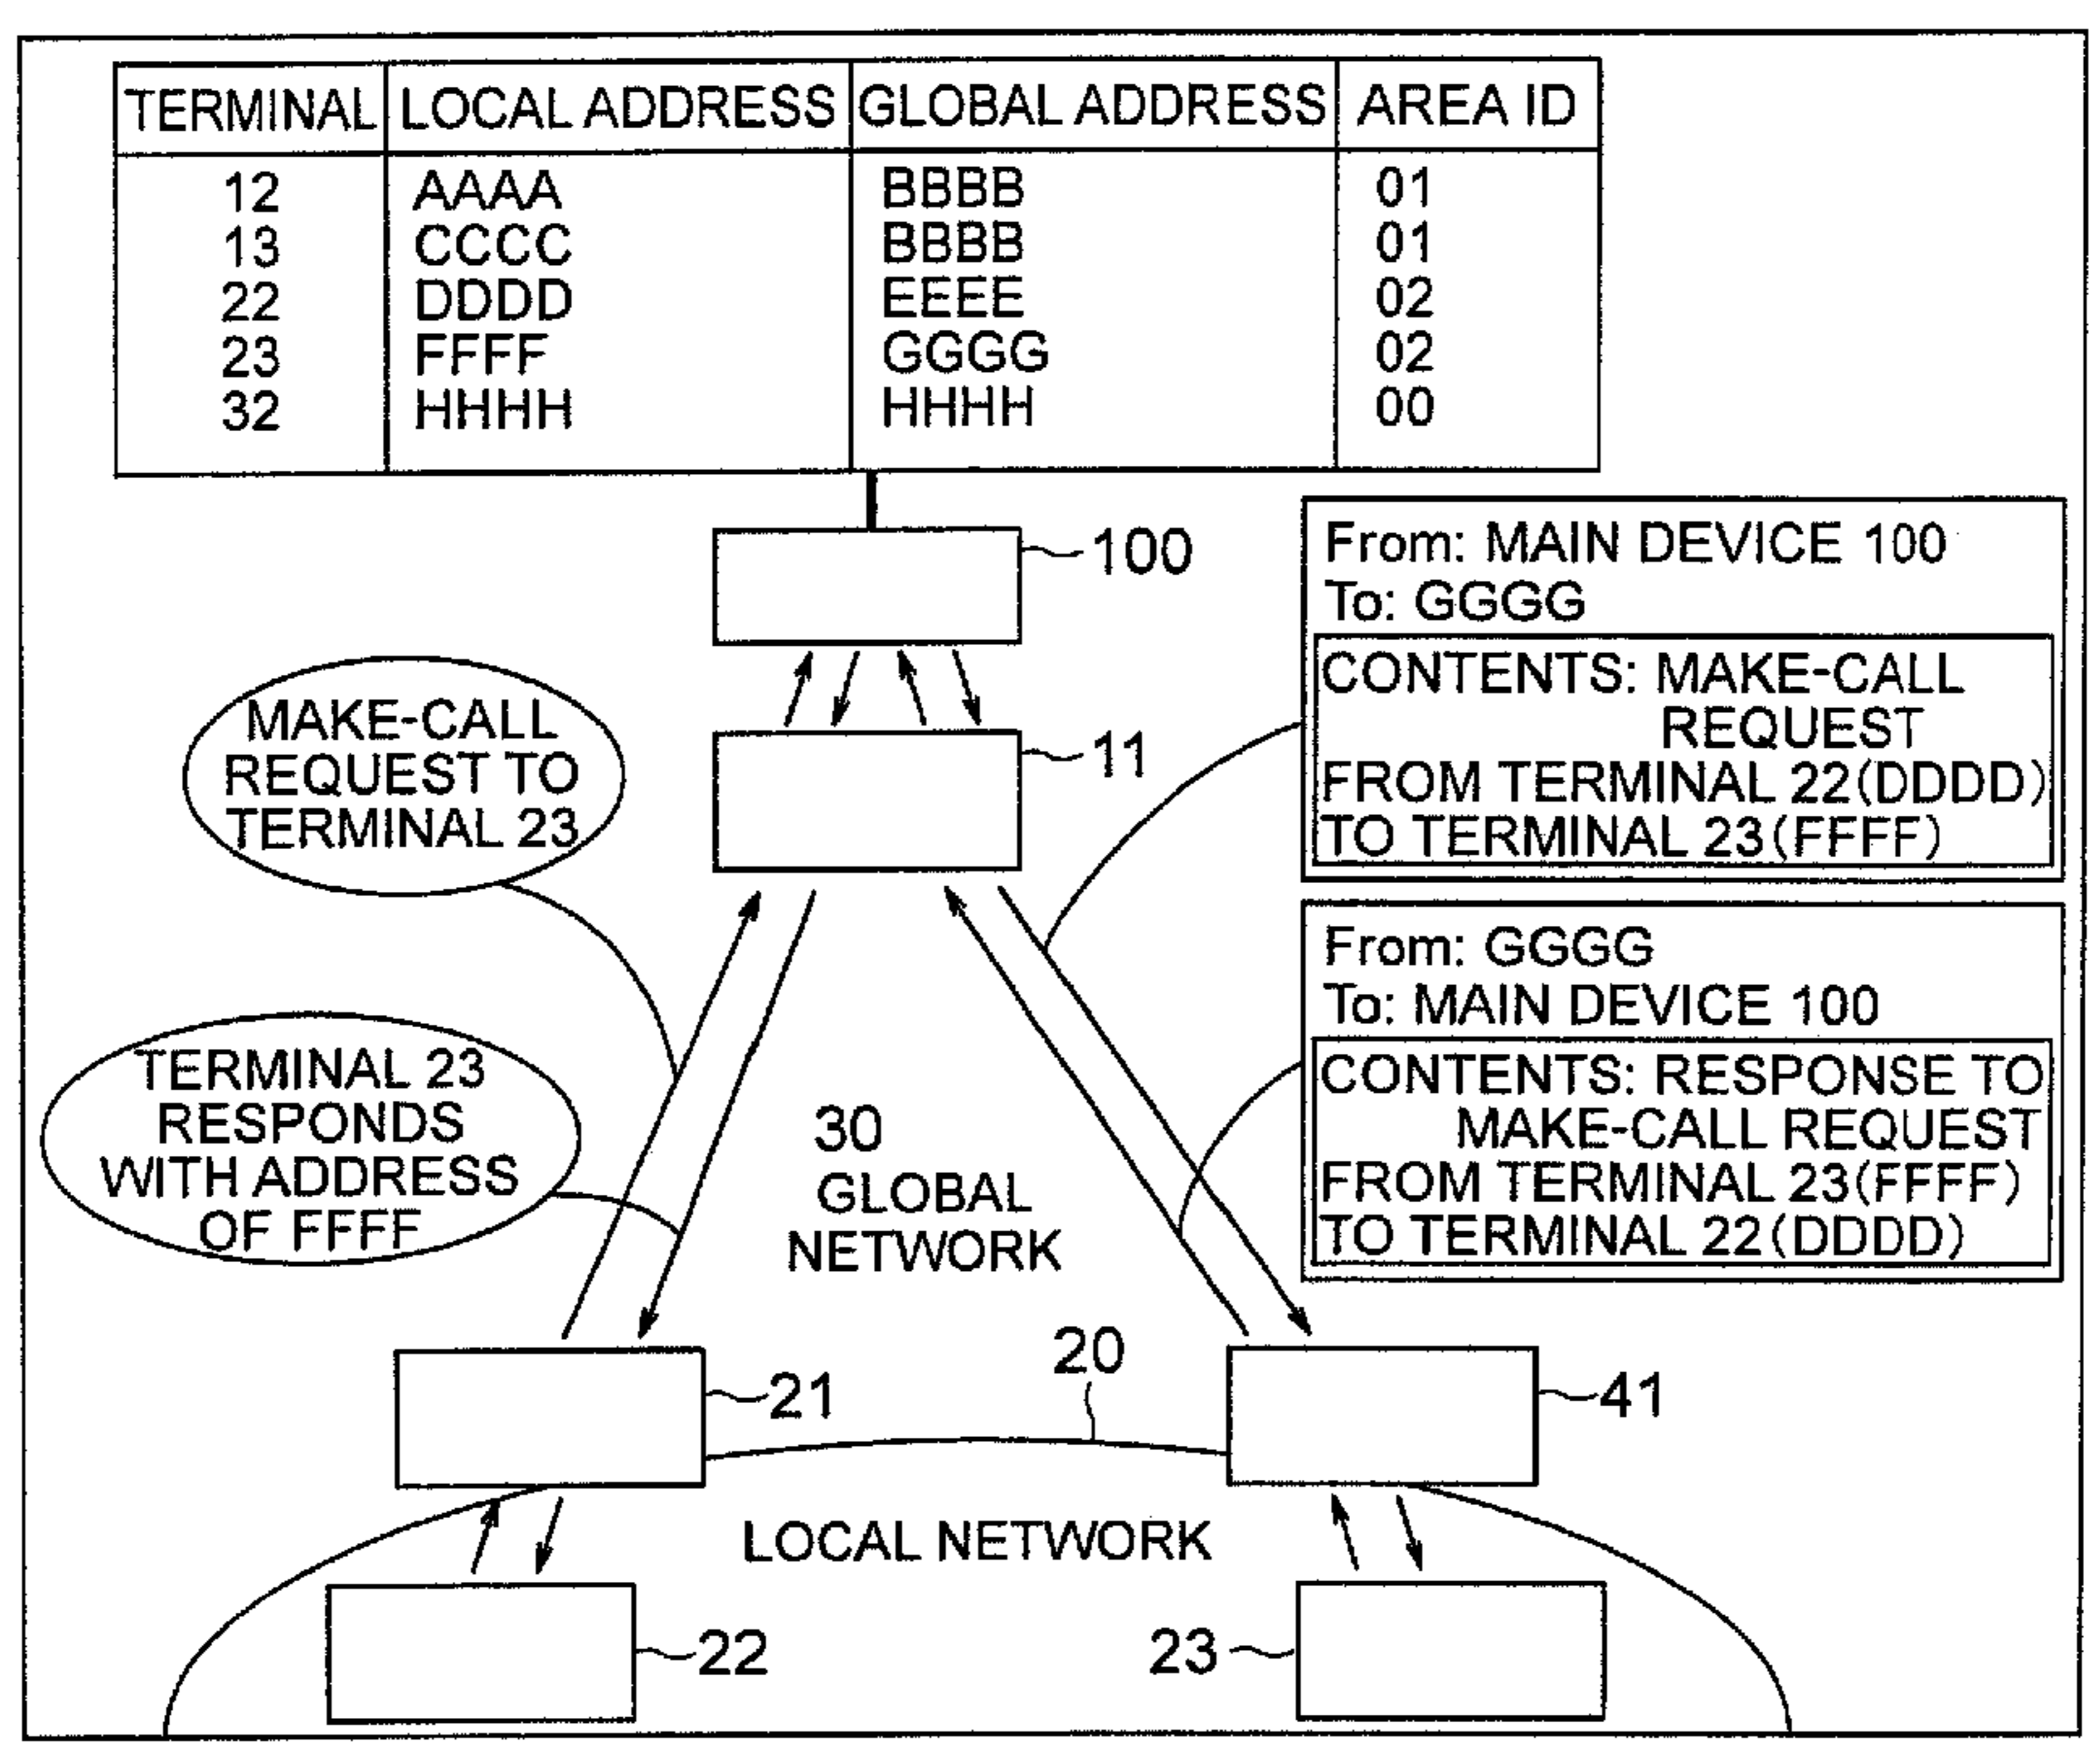 TERMINAL LOCAL ADDRESS GLOBAL ADDRESS AREA ID
12 AAAA BBBB 01
13 CCCC BBBB 01
22 DDDD EEEE 02
23 FFFF GGGG 02
32 HHHH HHHH 00
100
From: MAIN DEVICE 100
To: GGGG
CONTENTS: MAKE-CALL
REQUEST
FROM TERMINAL 22(DDDD)
TO TERMINAL 23(FFFF)
11
MAKE-CALL
REQUEST TO
TERMINAL 23
From: GGGG
To: MAIN DEVICE 100
CONTENTS: RESPONSE TO
MAKE-CALL REQUEST
FROM TERMINAL 23(FFFF)
TO TERMINAL 22(DDDD)
TERMINAL 23
RESPONDS
WITH ADDRESS
OF FFFF
30
GLOBAL
NETWORK
20
21
41
LOCAL NETWORK
22
23